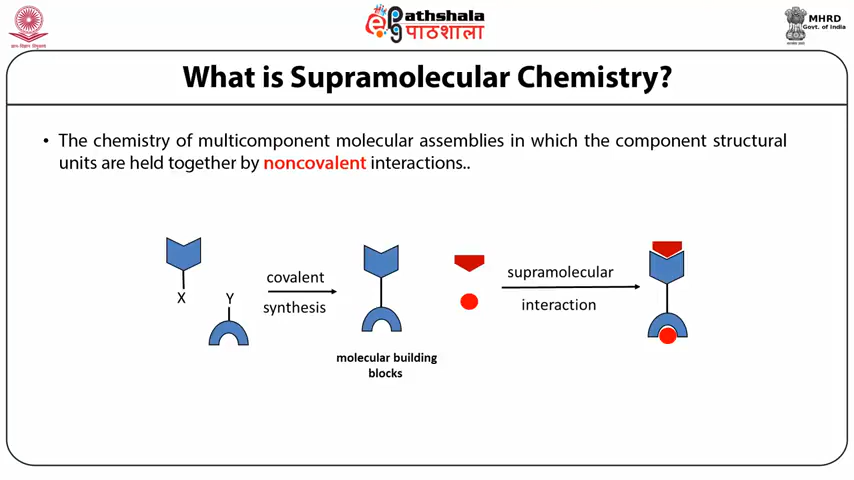 ePathshala
पाठशाला
MHRD
Govt. of India
What is Supramolecular Chemistry?
• The chemistry of multicomponent molecular assemblies in which the component structural
units are held together by noncovalent interactions..
X
Y
covalent
synthesis
molecular building
blocks
supramolecular
interaction